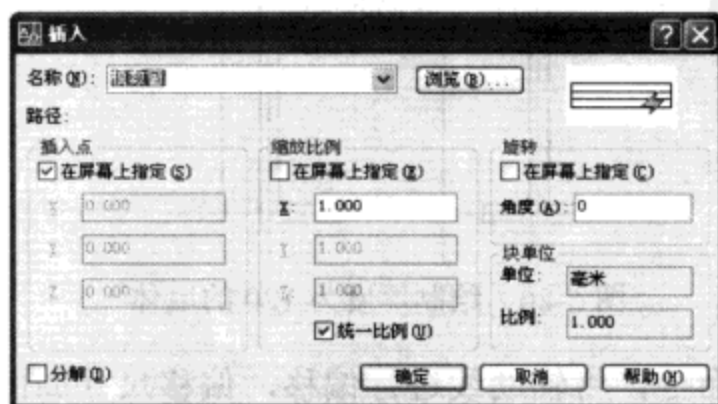 插入
名称(N):
浏览(B)...
路径:
插入点
缩放比例
旋转
在屏幕上指定(S)
在屏幕上指定(E)
在屏幕上指定(C)
X 0.000
X: 1.000
角度(A): 0
Y 0.000
Y 1.000
块单位
单位: 毫米
Z 0.000
Z 1.000
比例: 1.000
统一比例(U)
分解(D)
确定
取消
帮助(H)